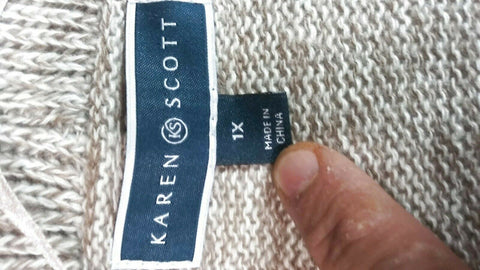 KAREN KS SCOTT
1X
MADE IN
CHINA